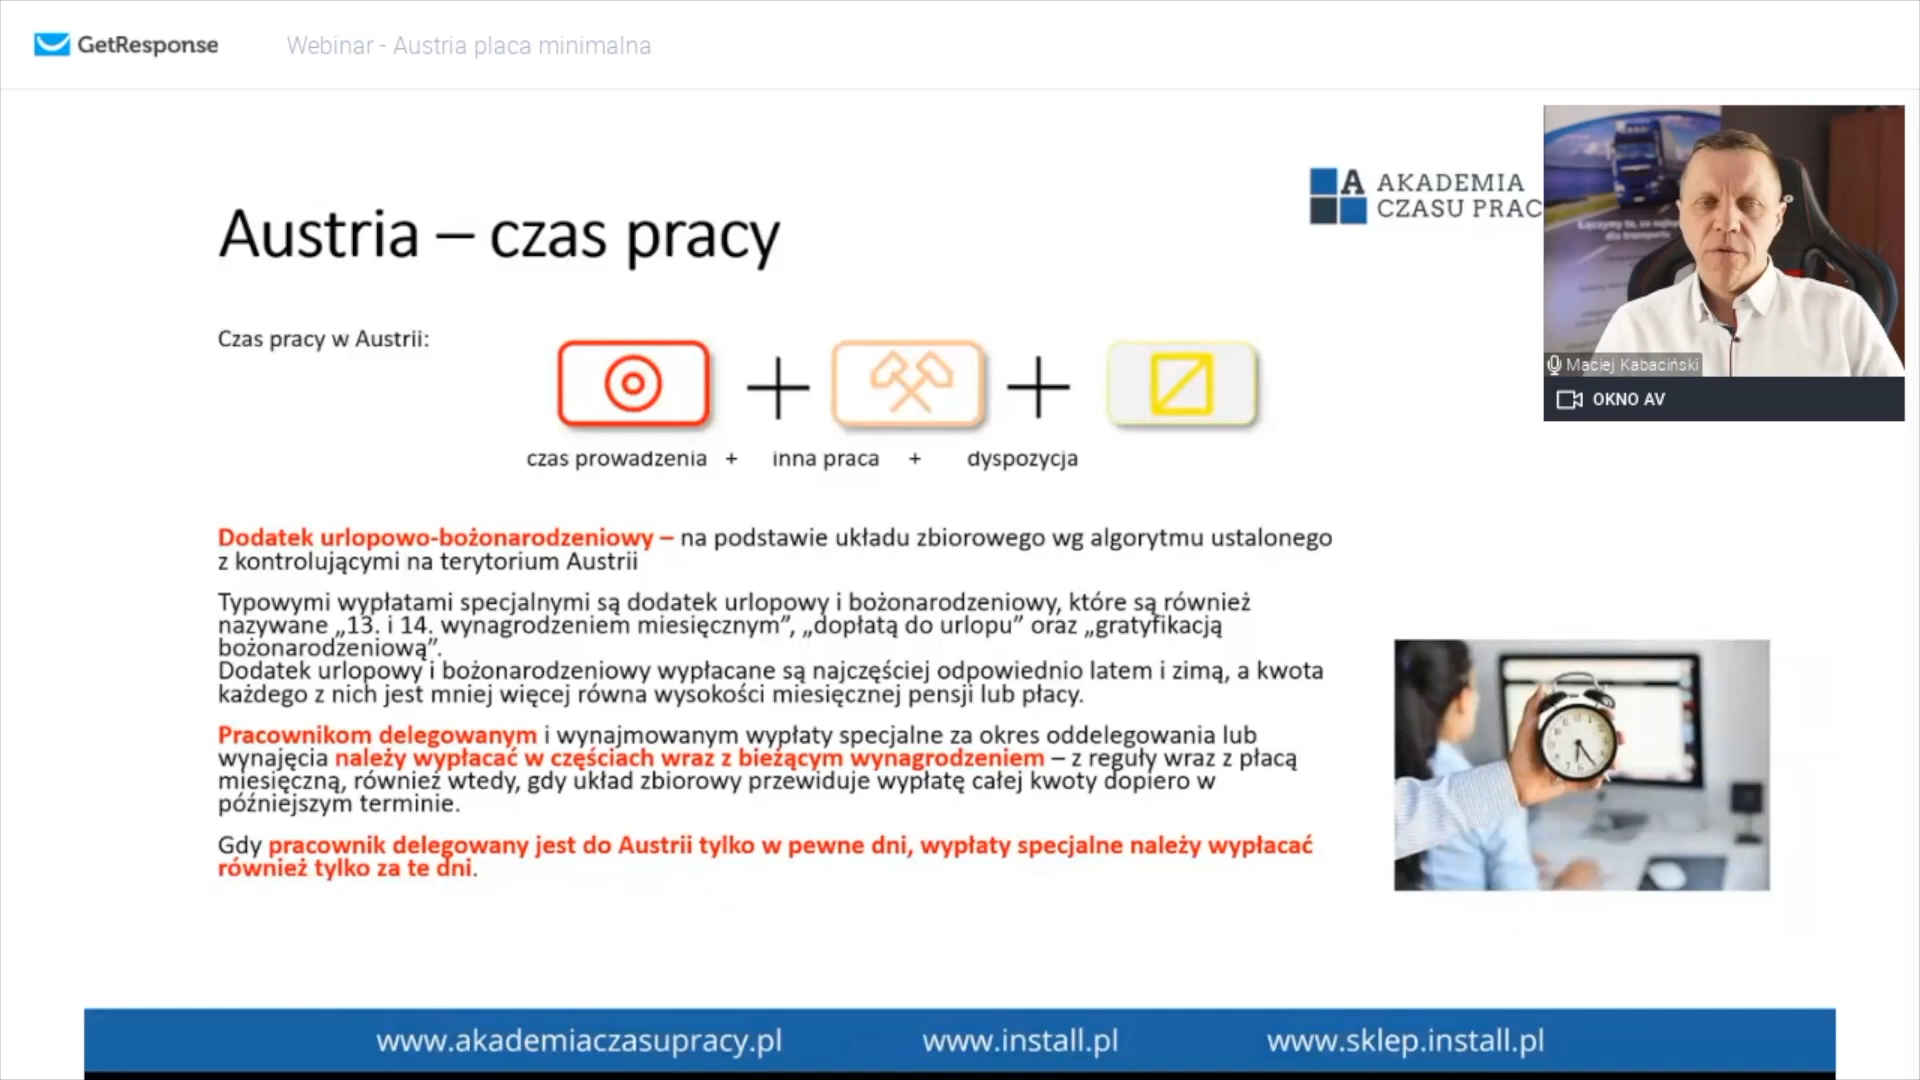 GetResponse
Webinar - Austria placa minimalna
A AKADEMIA
CZASU PRAC
Austria – czas pracy
Czas pracy w Austrii:
czas prowadzenia + inna praca + dyspozycja
Maciej Kabaciński
OKNO AV
Dodatek urlopowo-bożonarodzeniowy – na podstawie układu zbiorowego wg algorytmu ustalonego
z kontrolującymi na terytorium Austrii
Typowymi wypłatami specjalnymi są dodatek urlopowy i bożonarodzeniowy, które są również
nazywane „13. i 14. wynagrodzeniem miesięcznym”, „dopłatą do urlopu” oraz „gratyfikacją
bożonarodzeniową”.
Dodatek urlopowy i bożonarodzeniowy wypłacane są najczęściej odpowiednio latem i zimą, a kwota
każdego z nich jest mniej więcej równa wysokości miesięcznej pensji lub płacy.
Pracownikom delegowanym i wynajmowanym wypłaty specjalne za okres oddelegowania lub
wynajęcia należy wypłacać w częściach wraz z bieżącym wynagrodzeniem – z reguły wraz z płacą
miesięczną, również wtedy, gdy układ zbiorowy przewiduje wypłatę całej kwoty dopiero w
późniejszym terminie.
Gdy pracownik delegowany jest do Austrii tylko w pewne dni, wypłaty specjalne należy wypłacać
również tylko za te dni.
www.akademiaczasupracy.pl www.install.pl www.sklep.install.pl